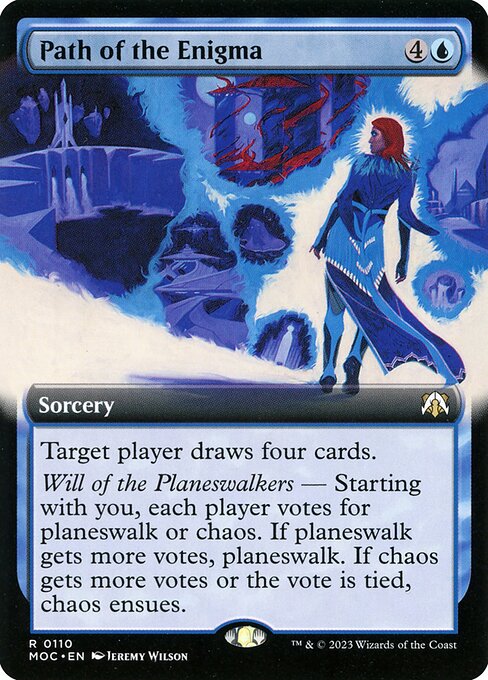 Path of the Enigma 4
Sorcery
Target player draws four cards.
Will of the Planeswalkers — Starting
with you, each player votes for
planeswalk or chaos. If planeswalk
gets more votes, planeswalk. If chaos
gets more votes or the vote is tied,
chaos ensues.
R 0110
MOC • EN JEREMY WILSON
™ & © 2023 Wizards of the Coast